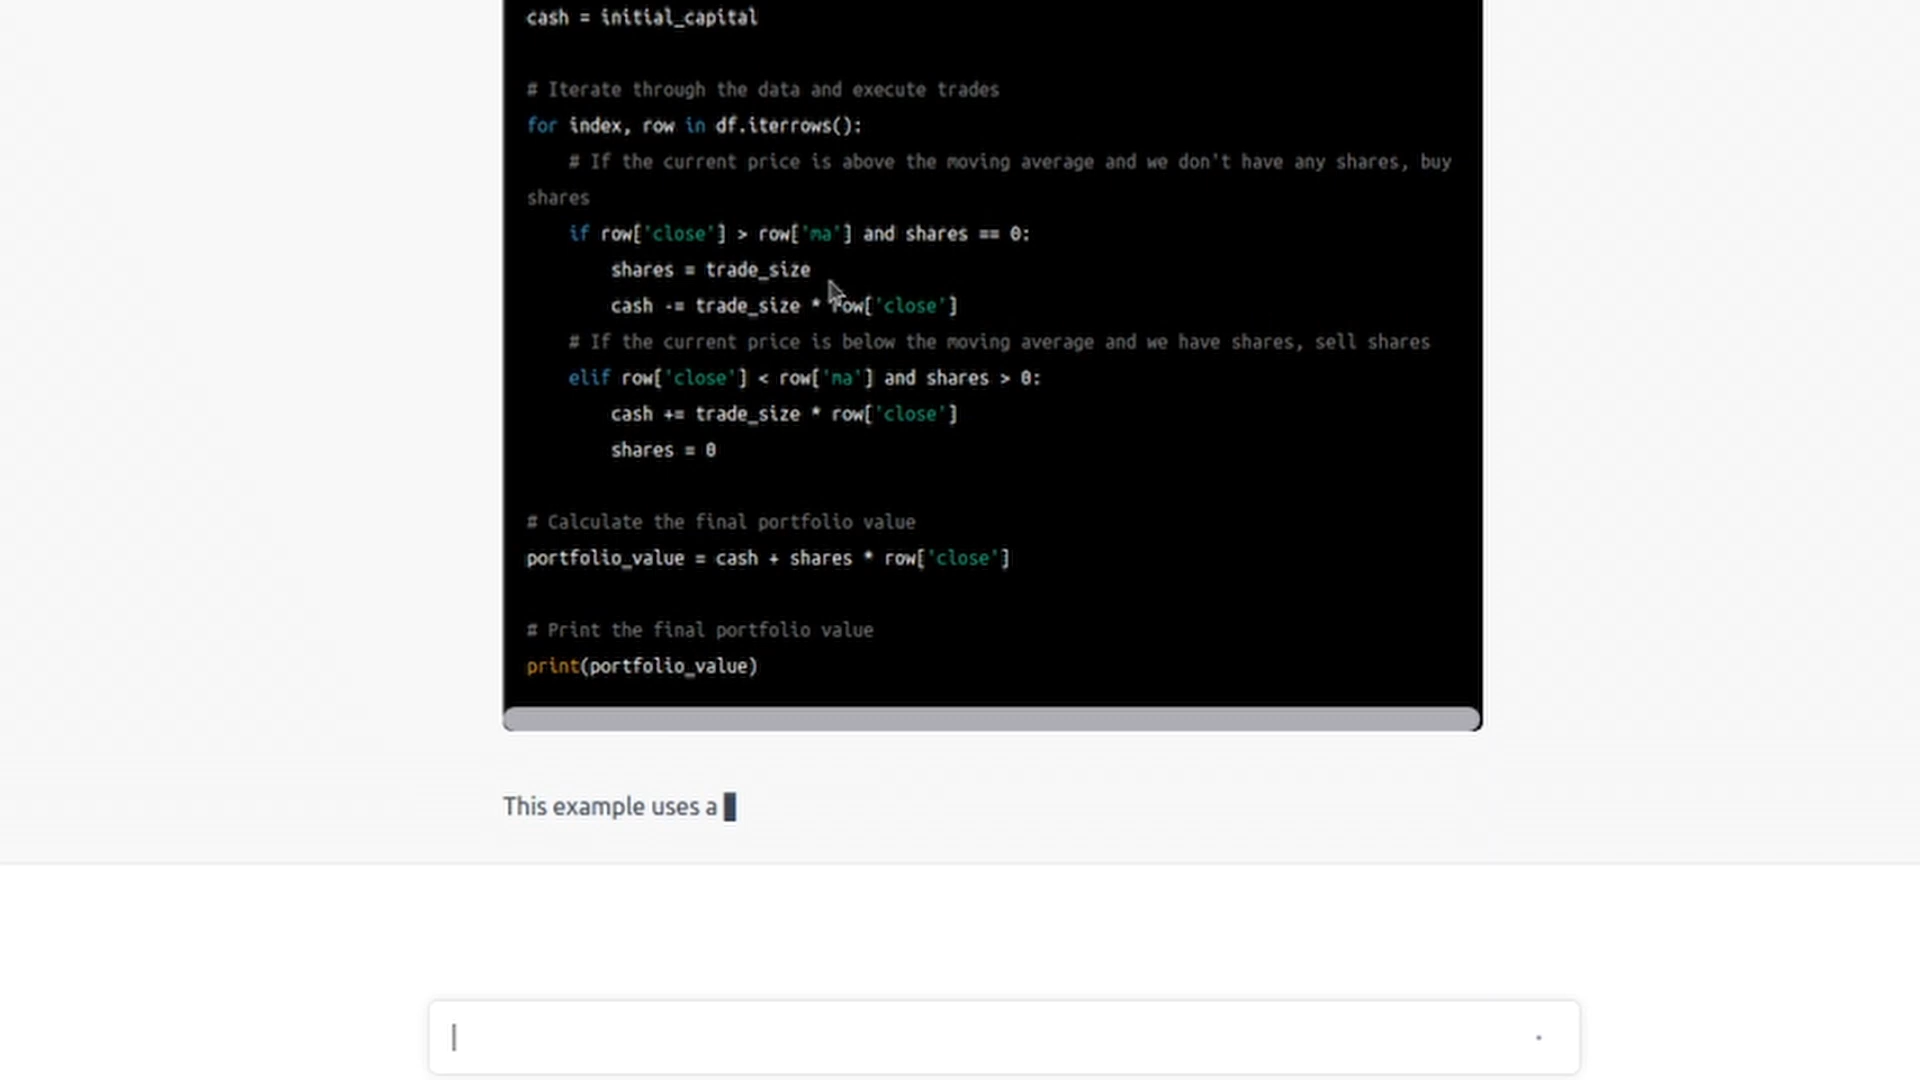 cash = initial_capital
# Iterate through the data and execute trades
for index, row in df.iterrows():
# If the current price is above the moving average and we don't have any shares, buy
shares
if row['close'] > row['ma'] and shares == 0:
shares = trade_size
cash -= trade_size * row['close']
# If the current price is below the moving average and we have shares, sell shares
elif row['close'] < row['ma'] and shares > 0:
cash += trade_size * row['close']
shares = 0
# Calculate the final portfolio value
portfolio_value = cash + shares * row['close']
# Print the final portfolio value
print(portfolio_value)
This example uses a